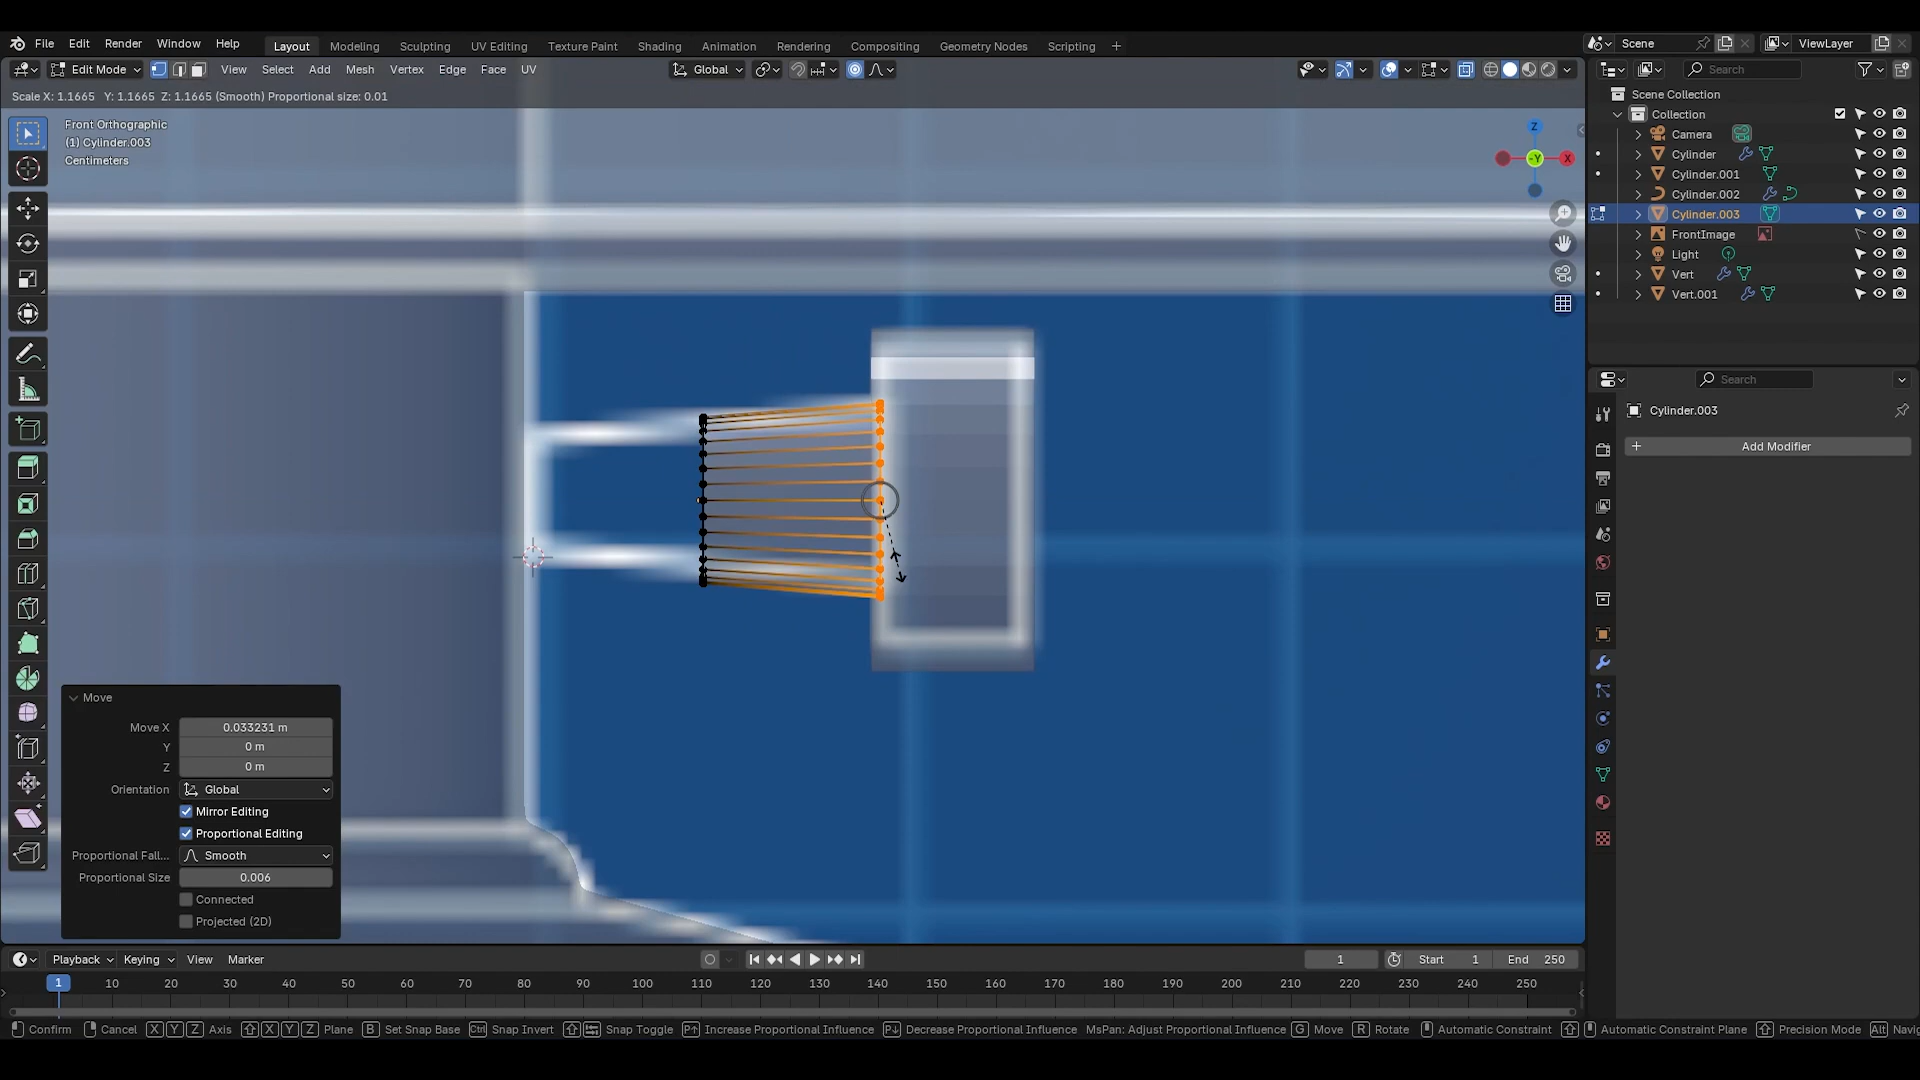 File Edit Render Window Help Layout Modeling Sculpting UV Editing Texture Paint Shading Animation Rendering Compositing Geometry Nodes Scripting + Scene ViewLayer
Edit Mode View Select Add Mesh Vertex Edge Face UV Global Search
Scale X: 1.1665 Y: 1.1665 Z: 1.1665 (Smooth) Proportional size: 0.01
Front Orthographic
(1) Cylinder.003
Centimeters
Z
-Y
X
Scene Collection
Collection
Camera
Cylinder
Cylinder.001
Cylinder.002
Cylinder.003
FrontImage
Light
Vert
Vert.001
Search
Cylinder.003
+ Add Modifier
Move
Move X 0.033231 m
Y 0 m
Z 0 m
Orientation Global
Mirror Editing
Proportional Editing
Proportional Fall... Smooth
Proportional Size 0.006
Connected
Projected (2D)
Playback Keying View Marker 1 Start 1 End 250
1 10 20 30 40 50 60 70 80 90 100 110 120 130 140 150 160 170 180 190 200 210 220 230 240 250
Confirm Cancel X Y Z Axis X Y Z Plane B Set Snap Base Ctrl Snap Invert Snap Toggle Increase Proportional Influence Decrease Proportional Influence MsPan: Adjust Proportional Influence G Move R Rotate Automatic Constraint Automatic Constraint Plane Precision Mode Alt Navig